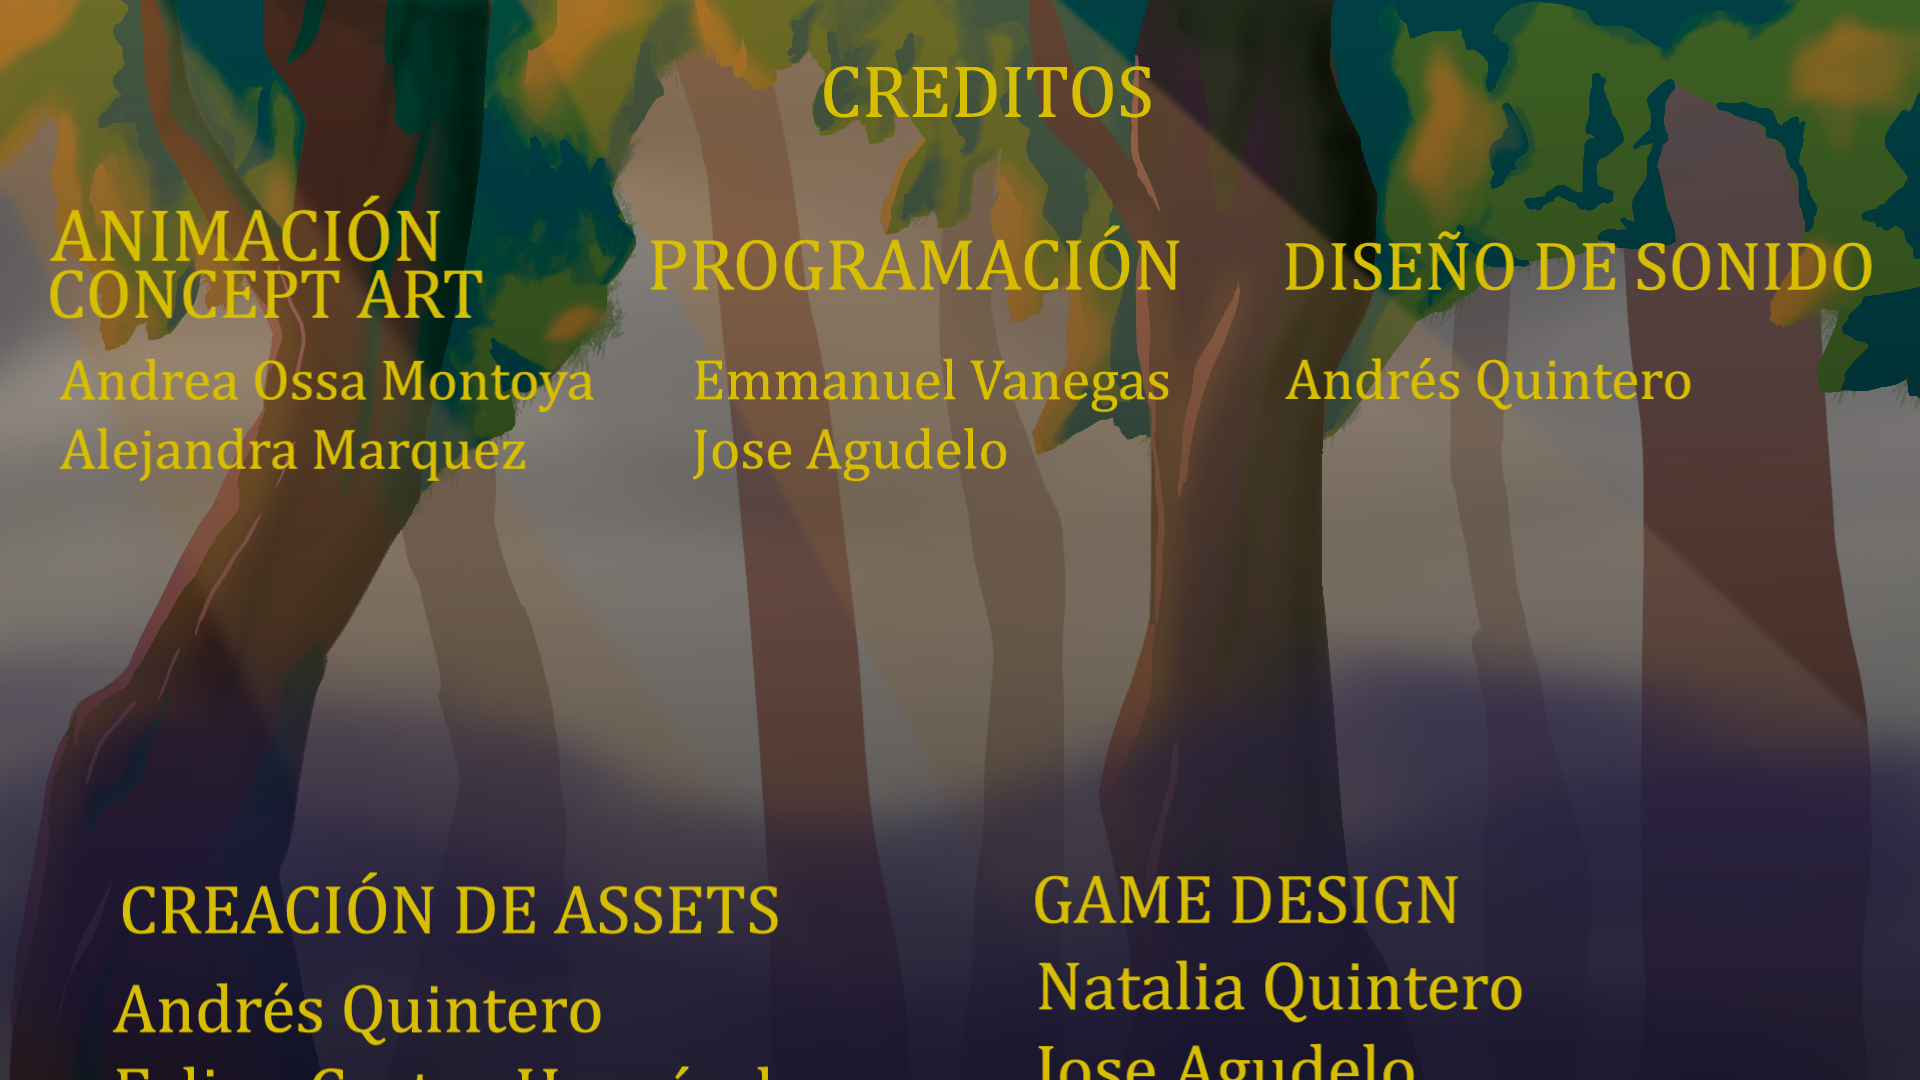 CREDITOS
ANIMACIÓN
CONCEPT ART
Andrea Ossa Montoya
Alejandra Marquez
PROGRAMACIÓN
Emmanuel Vanegas
Jose Agudelo
DISEÑO DE SONIDO
Andrés Quintero
CREACIÓN DE ASSETS
Andrés Quintero
GAME DESIGN
Natalia Quintero
Jose Agudelo